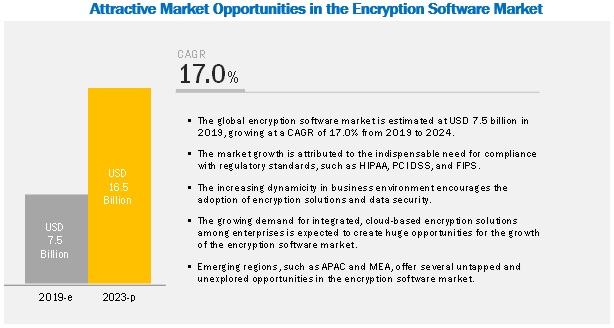 Attractive Market Opportunities in the Encryption Software Market
CAGR
17.0%
USD
16.5
Billion
USD
7.5
Billion
2019-e
2023-p
▪ The global encryption software market is estimated at USD 7.5 billion in
2019, growing at a CAGR of 17.0% from 2019 to 2024.
▪ The market growth is attributed to the indispensable need for compliance
with regulatory standards, such as HIPAA, PCI DSS, and FIPS.
▪ The increasing dynamicity in business environment encourages the
adoption of encryption solutions and data security.
▪ The growing demand for integrated, cloud-based encryption solutions
among enterprises is expected to create huge opportunities for the growth
of the encryption software market.
▪ Emerging regions, such as APAC and MEA, offer several untapped and
unexplored opportunities in the encryption software market.